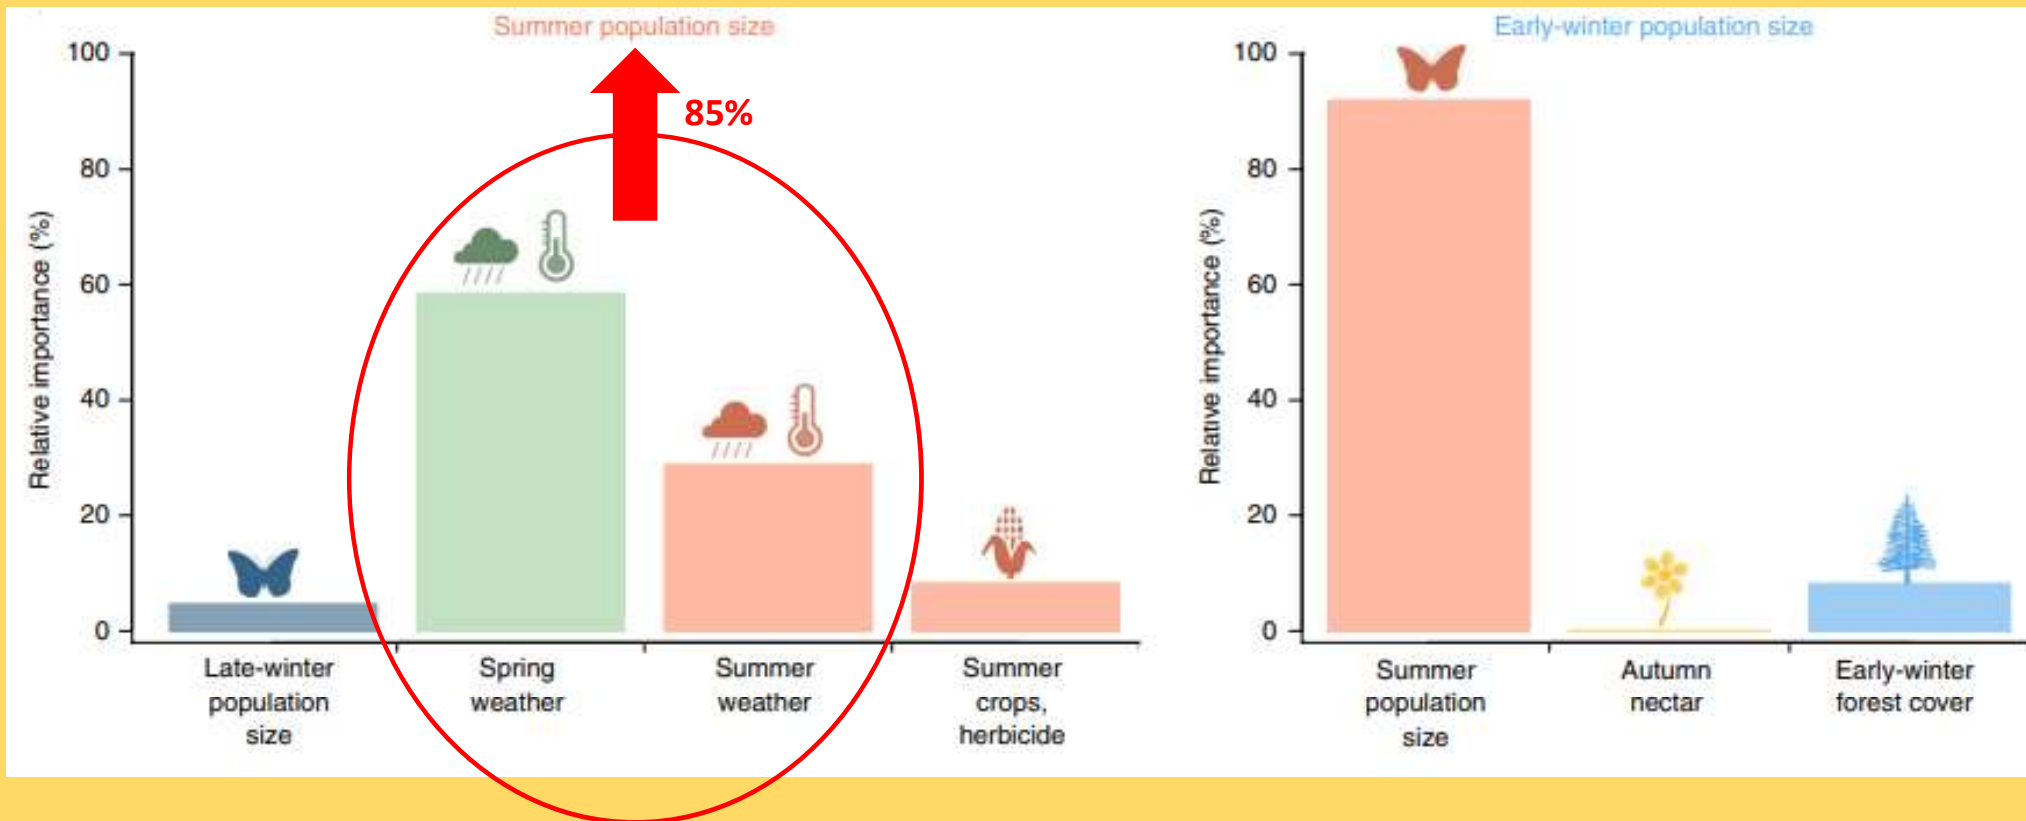 Summer population size
85%
Relative importance (%)
100
80
60
40
20
0
Late-winter
population
size
Spring
weather
Summer
weather
Summer
crops,
herbicide
Early-winter population size
Relative importance (%)
100
80
60
40
20
0
Summer
population
size
Autumn
nectar
Early-winter
forest cover